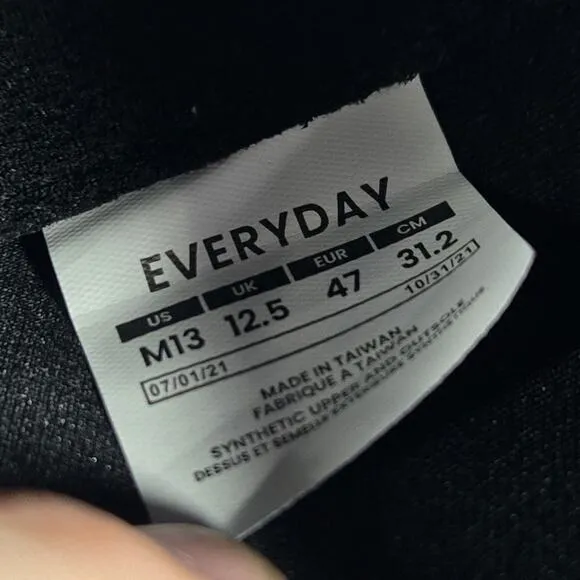 EVERYDAY
US UK EUR CM
M13 12.5 47 31.2
07/01/21 10/31/21
MADE IN TAIWAN
FABRIQUE A TAIWAN
SYNTHETIC UPPER AND OUTSOLE
DESSUS ET SEMELLE EXTERIEURE SYNTHETIQUE